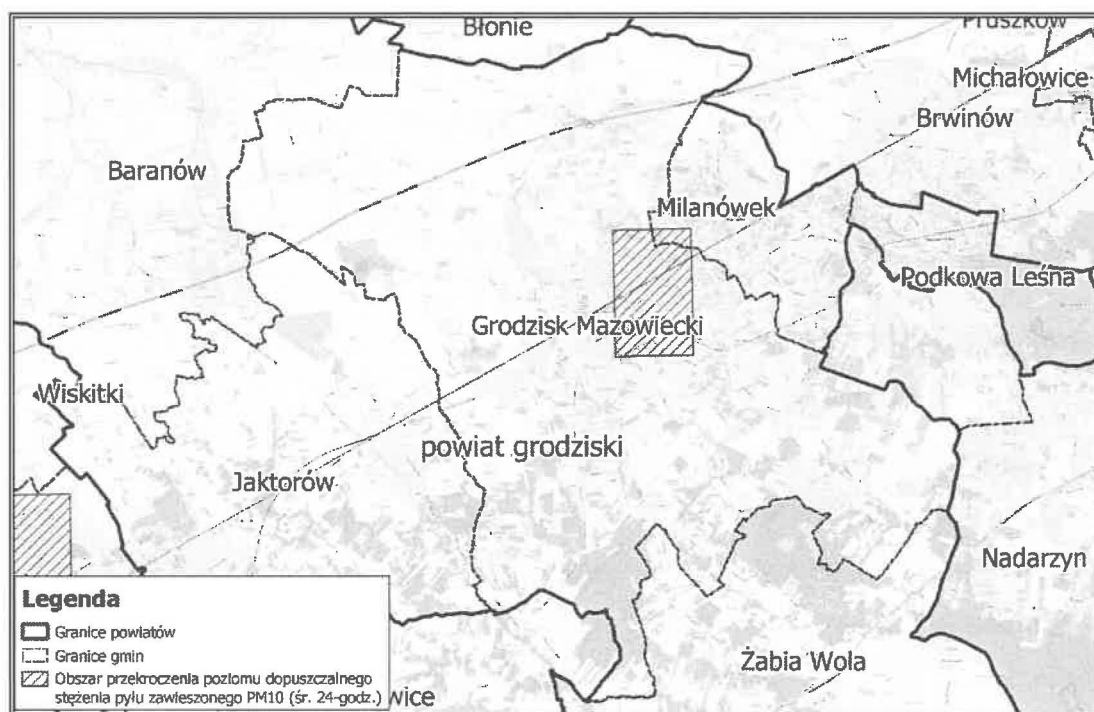 Błonie
Pruszków
Michałowice
Brwinów
Baranów
Milanówek
Podkowa Leśna
Grodzisk Mazowiecki
Wiskitki
powiat grodziski
Jaktorów
Nadarzyn
Żabia Wola
Legenda
Granice powiatów
Granice gmin
Obszar przekroczenia poziomu dopuszczalnego
stężenia pyłu zawieszonego PM10 (śr. 24-godz.)
wice